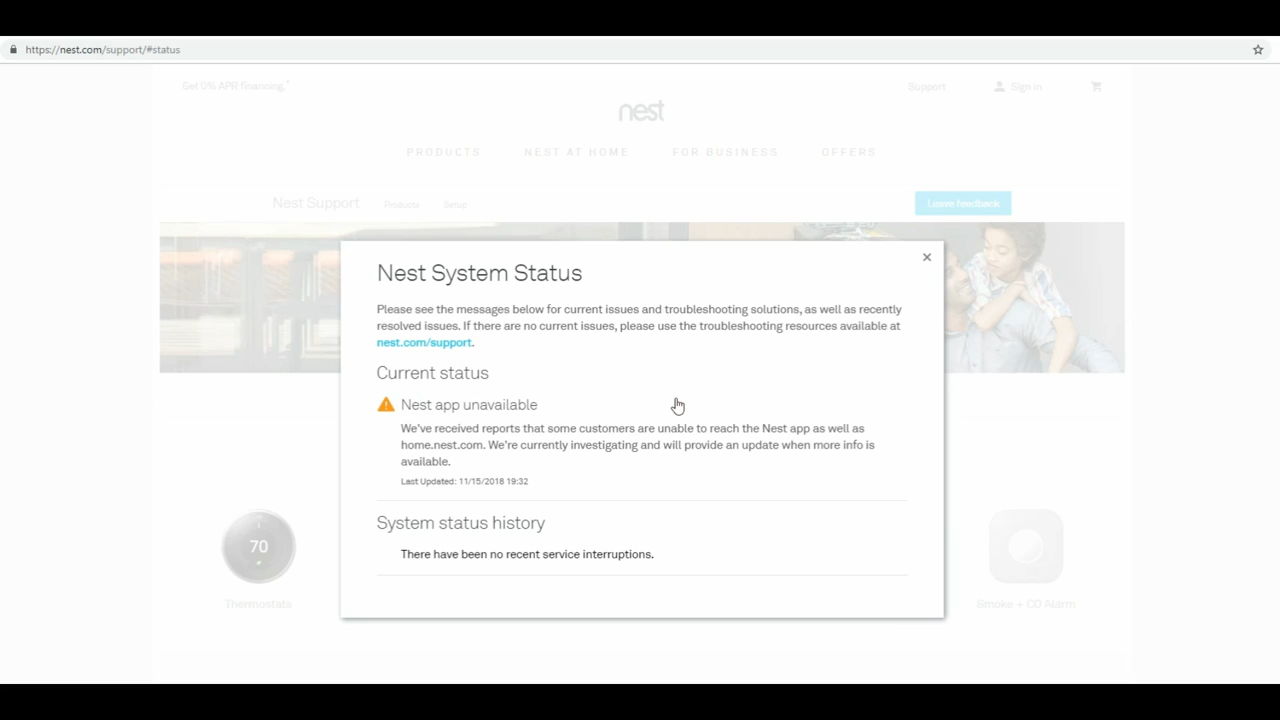 https://nest.com/support/#status
Get 0% APR financing.*
Support
Sign in
nest
PRODUCTS
NEST AT HOME
FOR BUSINESS
OFFERS
Nest Support
Products
Setup
Leave feedback
Nest System Status
Please see the messages below for current issues and troubleshooting solutions, as well as recently
resolved issues. If there are no current issues, please use the troubleshooting resources available at
nest.com/support.
Current status
Nest app unavailable
We've received reports that some customers are unable to reach the Nest app as well as
home.nest.com. We're currently investigating and will provide an update when more info is
available.
Last Updated: 11/15/2018 19:32
System status history
There have been no recent service interruptions.
70
Thermostats
Smoke + CO Alarm